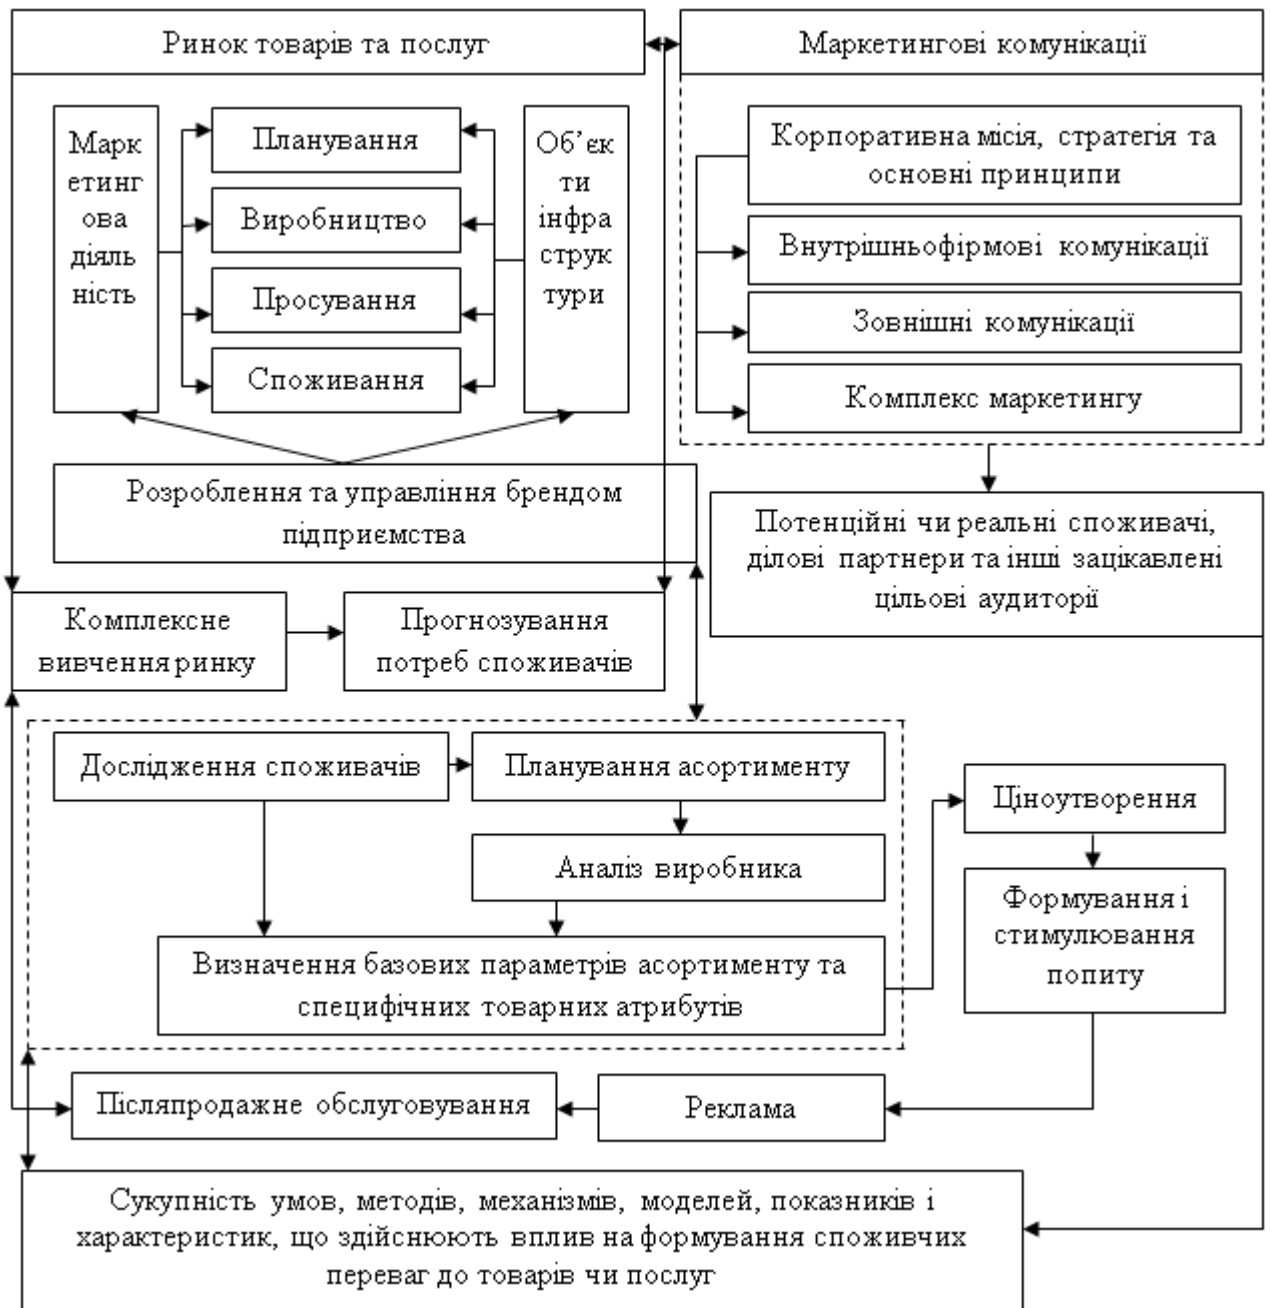 Ринок товарів та послуг
Маркетингові комунікації
Марк
етинг
ова
діяль
ність
Планування
Виробництво
Просування
Споживання
Об’єк
ти
інфра
струк
тури
Корпоративна місія, стратегія та
основні принципи
Внутрішньофірмові комунікації
Зовнішні комунікації
Комплекс маркетингу
Розроблення та управління брендом
підприємства
Потенційні чи реальні споживачі,
ділові партнери та інші зацікавлені
цільові аудиторії
Комплексне
вивчення ринку
Прогнозування
потреб споживачів
Дослідження споживачів
Планування асортименту
Аналіз виробника
Визначення базових параметрів асортименту та
специфічних товарних атрибутів
Ціноутворення
Формування і
стимулювання
попиту
Післяпродажне обслуговування
Реклама
Сукупність умов, методів, механізмів, моделей, показників і
характеристик, що здійснюють вплив на формування споживчих
переваг до товарів чи послуг